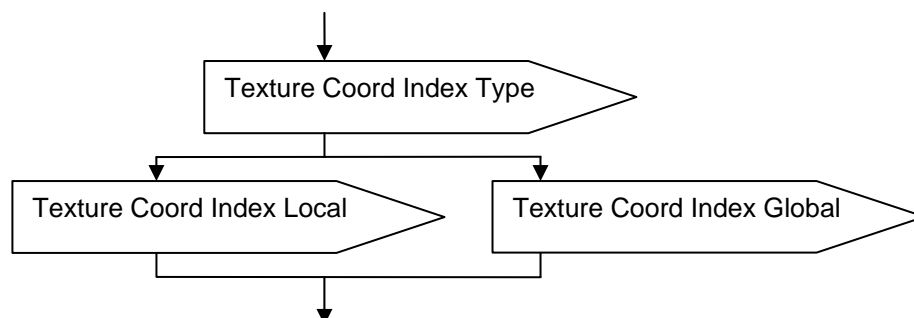 Texture Coord Index Type
Texture Coord Index Local
Texture Coord Index Global